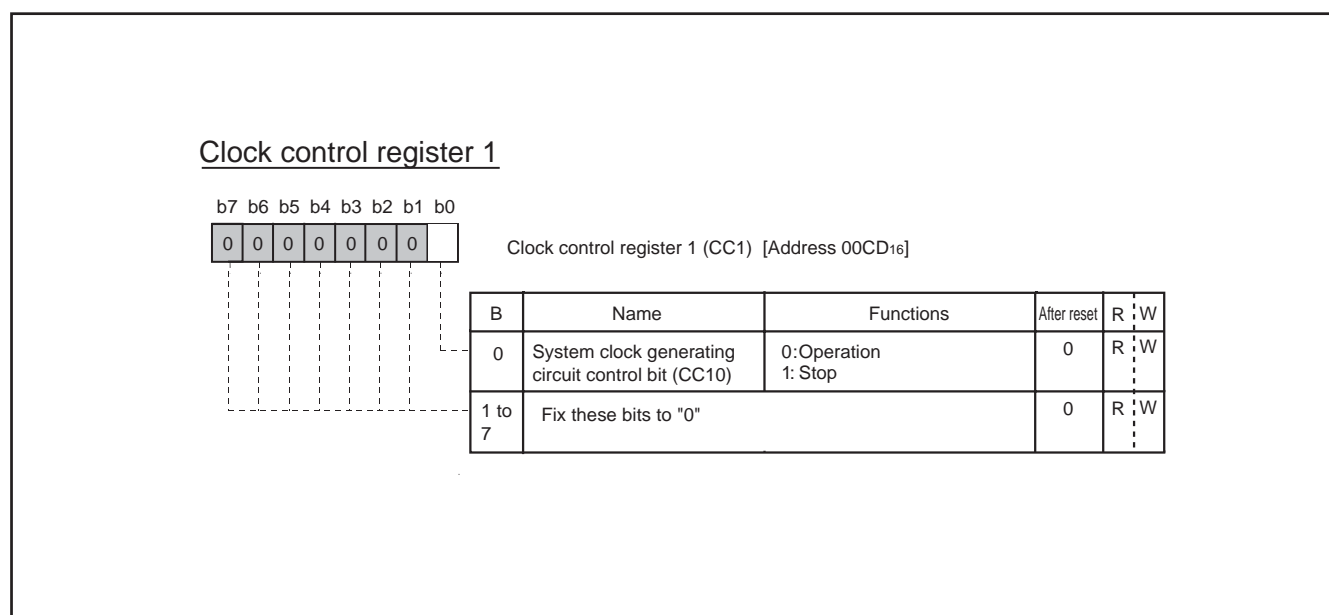 Clock control register 1
b7 b6 b5 b4 b3 b2 b1 b0
0 0 0 0 0 0 0
Clock control register 1 (CC1) [Address 00CD16]
B Name Functions After reset R W
0 System clock generating 0:Operation 0 R W
circuit control bit (CC10) 1: Stop
1 to Fix these bits to "0" 0 R W
7